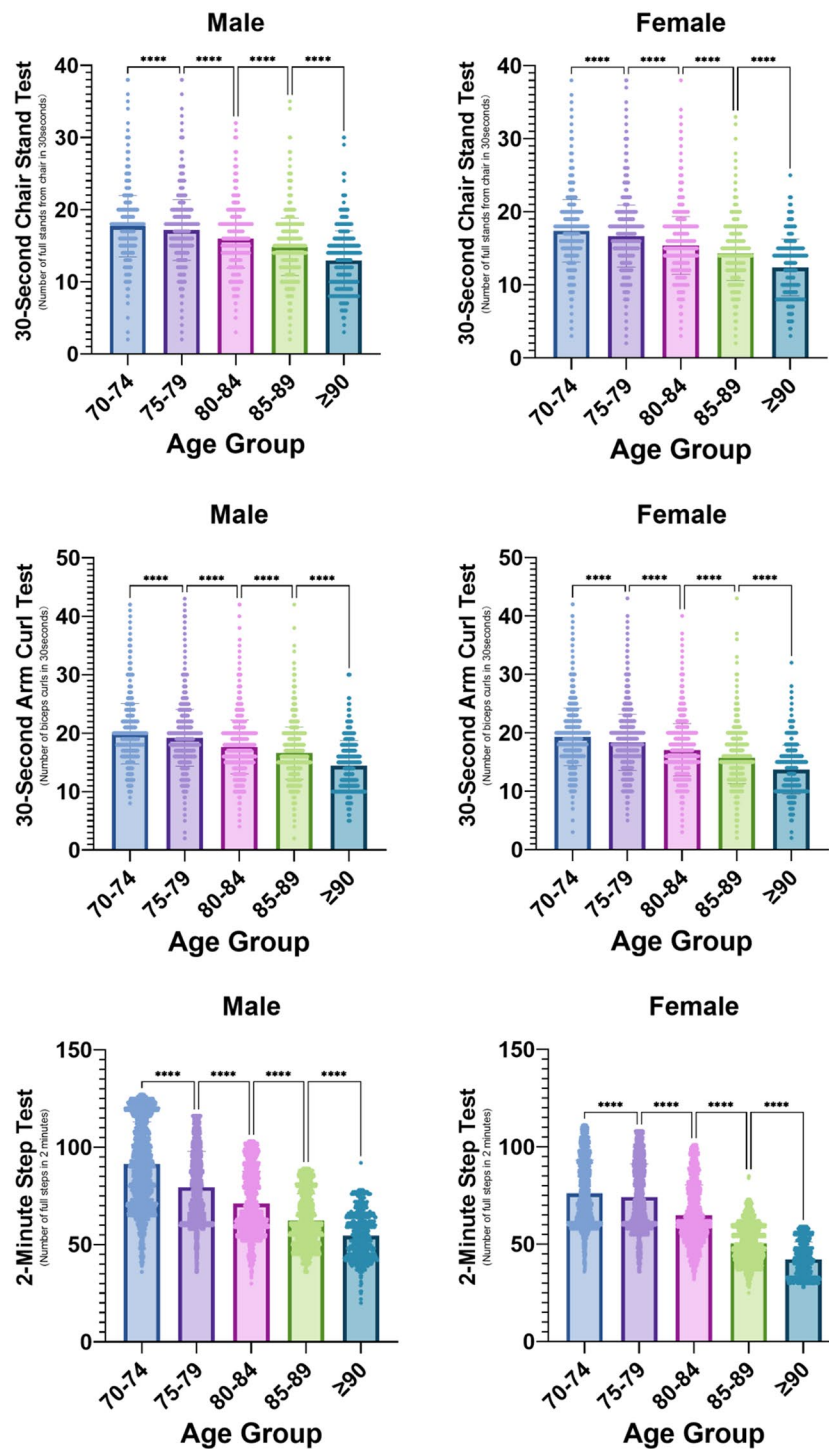 Male
30-Second Chair Stand Test
(Number of full stands from chair in 30seconds)
40
30
20
10
0
**** **** **** ****
70-74 75-79 80-84 85-89 ≥90
Age Group
Female
30-Second Chair Stand Test
(Number of full stands from chair in 30seconds)
40
30
20
10
0
**** **** **** ****
70-74 75-79 80-84 85-89 ≥90
Age Group
Male
30-Second Arm Curl Test
(Number of biceps curls in 30seconds)
50
40
30
20
10
0
**** **** **** ****
70-74 75-79 80-84 85-89 ≥90
Age Group
Female
30-Second Arm Curl Test
(Number of biceps curls in 30seconds)
50
40
30
20
10
0
**** **** **** ****
70-74 75-79 80-84 85-89 ≥90
Age Group
Male
2-Minute Step Test
(Number of full steps in 2 minutes)
150
100
50
0
**** **** **** ****
70-74 75-79 80-84 85-89 ≥90
Age Group
Female
2-Minute Step Test
(Number of full steps in 2 minutes)
150
100
50
0
**** **** **** ****
70-74 75-79 80-84 85-89 ≥90
Age Group